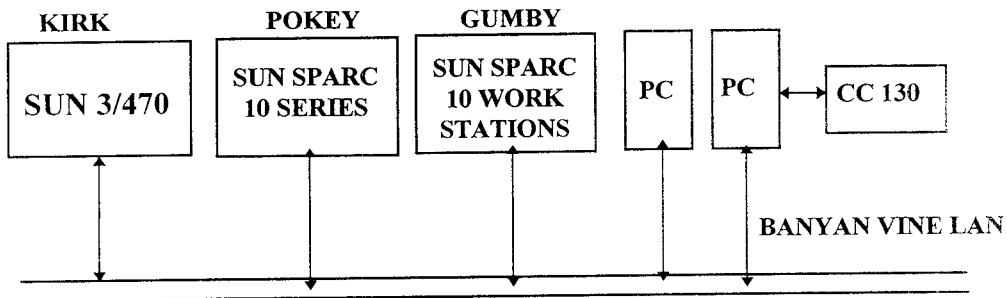 KIRK
SUN 3/470
POKEY
SUN SPARC
10 SERIES
GUMBY
SUN SPARC
10 WORK
STATIONS
PC
PC
CC 130
BANYAN VINE LAN